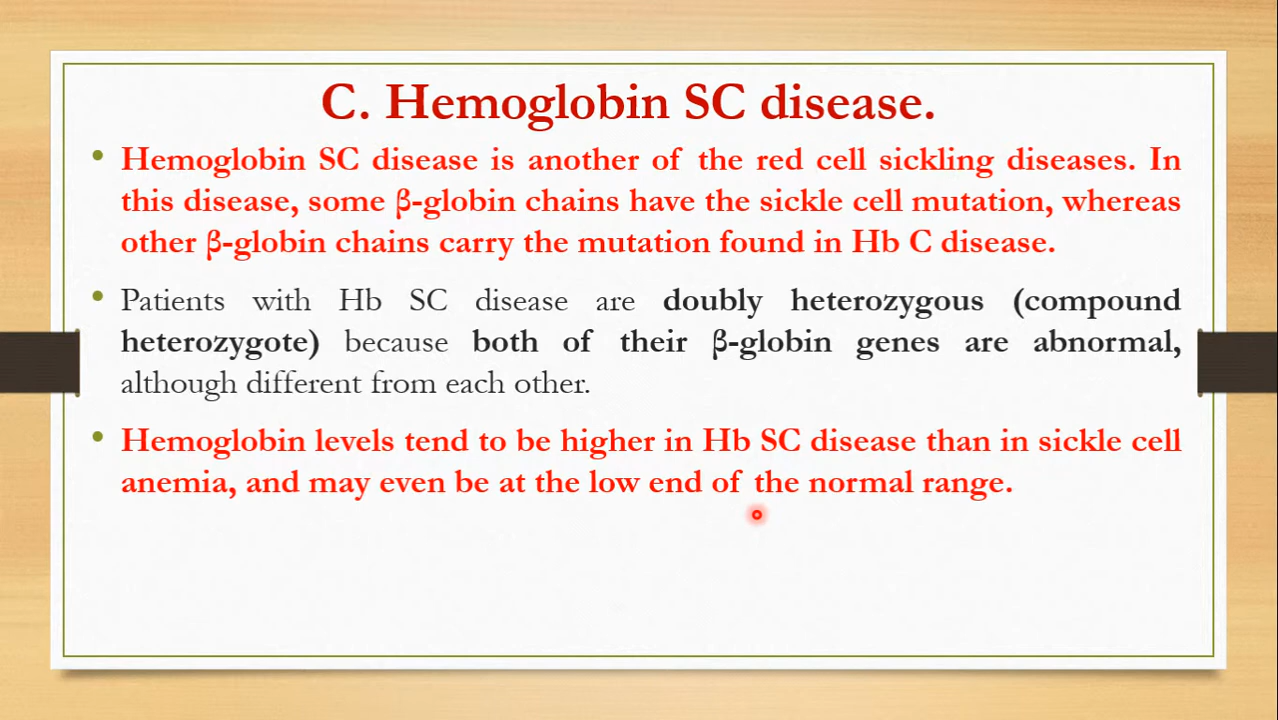 C. Hemoglobin SC disease.
• Hemoglobin SC disease is another of the red cell sickling diseases. In
this disease, some β-globin chains have the sickle cell mutation, whereas
other β-globin chains carry the mutation found in Hb C disease.
• Patients with Hb SC disease are doubly heterozygous (compound
heterozygote) because both of their β-globin genes are abnormal,
although different from each other.
• Hemoglobin levels tend to be higher in Hb SC disease than in sickle cell
anemia, and may even be at the low end of the normal range.